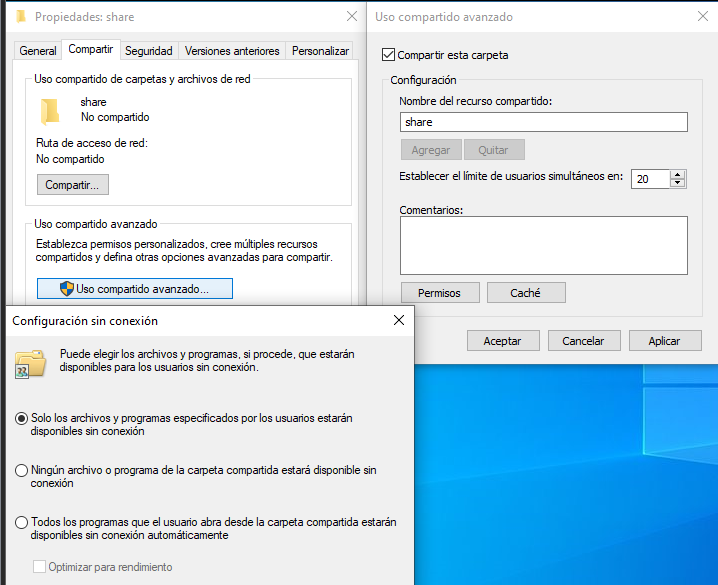 Propiedades: share
General
Compartir
Seguridad
Versiones anteriores
Personalizar
Uso compartido de carpetas y archivos de red
share
No compartido
Ruta de acceso de red:
No compartido
Compartir...
Uso compartido avanzado
Establezca permisos personalizados, cree múltiples recursos
compartidos y defina otras opciones avanzadas para compartir.
Uso compartido avanzado...
Uso compartido avanzado
Compartir esta carpeta
Configuración
Nombre del recurso compartido:
share
Agregar
Quitar
Establecer el límite de usuarios simultáneos en:
20
Comentarios:
Permisos
Caché
Aceptar
Cancelar
Aplicar
Configuración sin conexión
Puede elegir los archivos y programas, si procede, que estarán
disponibles para los usuarios sin conexión.
Solo los archivos y programas especificados por los usuarios estarán
disponibles sin conexión
Ningún archivo o programa de la carpeta compartida estará disponible sin
conexión
Todos los programas que el usuario abra desde la carpeta compartida estarán
disponibles sin conexión automáticamente
Optimizar para rendimiento